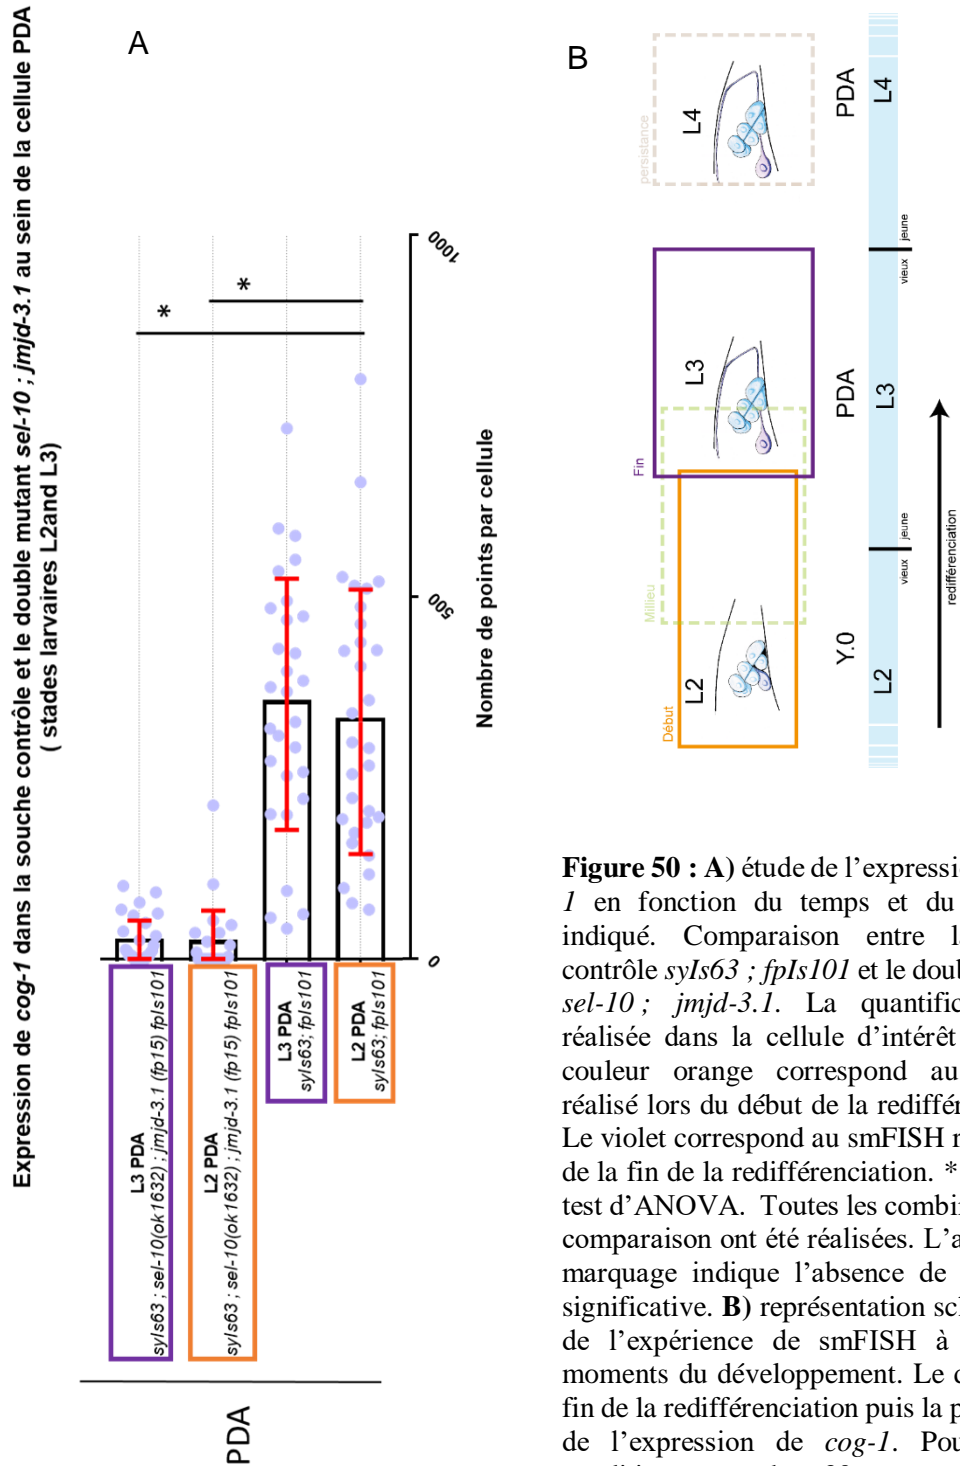 Expression de cog-1 dans la souche contrôle et le double mutant sel-10 ; jmjd-3.1 au sein de la cellule PDA
( stades larvaires L2and L3)
A
*
*
1000
500
0
Nombre de points par cellule
L3 PDA
syIs63 ; sel-10(ok1632) ; jmjd-3.1 (fp15) fpIs101
L2 PDA
syIs63 ; sel-10(ok1632) ; jmjd-3.1 (fp15) fpIs101
L3 PDA
syIs63; fpIs101
L2 PDA
syIs63; fpIs101
PDA
B
persistance
L4
Fin
L3
Millieu
Début
L2
Y.0
PDA
PDA
L2
L3
L4
vieux
jeune
vieux
jeune
redifférenciation
Figure 50 : A) étude de l’expressio
1 en fonction du temps et du
indiqué. Comparaison entre la
contrôle syIs63 ; fpIs101 et le doub
sel-10 ; jmjd-3.1. La quantific
réalisée dans la cellule d’intérêt
couleur orange correspond au
réalisé lors du début de la rediffér
Le violet correspond au smFISH r
de la fin de la redifférenciation. *
test d’ANOVA. Toutes les combin
comparaison ont été réalisées. L’a
marquage indique l’absence de
significative. B) représentation scl
de l’expérience de smFISH à
moments du développement. Le d
fin de la redifférenciation puis la p
de l’expression de cog-1. Pou